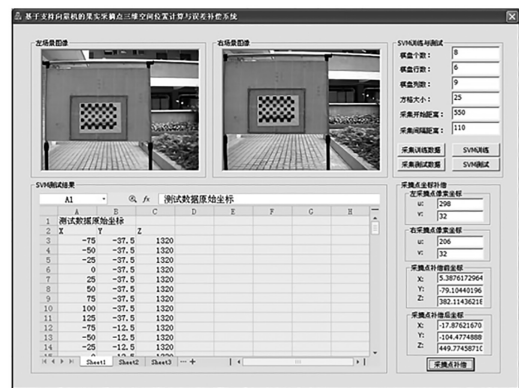 基于支持向量机的果实采摘点三维空间位置计算与误差补偿系统
左场景图像
右场景图像
SVM训练与测试
棋盘个数: 8
棋盘行数: 6
棋盘列数: 9
方格大小: 25
采集开始距离: 550
采集间隔距离: 110
采集训练数据 SVM训练
采集测试数据 SVM测试
SVM测试结果
A1 fx 测试数据原始坐标
A B C D E F G H
1 测试数据原始坐标
2 X Y Z
3 -75 -37.5 1320
4 -50 -37.5 1320
5 -25 -37.5 1320
6 0 -37.5 1320
7 25 -37.5 1320
8 50 -37.5 1320
9 75 -37.5 1320
10 100 -37.5 1320
11 125 -37.5 1320
12 -75 -12.5 1320
13 -50 -12.5 1320
14 -25 -12.5 1320
Sheet1 Sheet2 Sheet3
采摘点坐标补偿
左采摘点像素坐标
u: 298
v: 32
右采摘点像素坐标
u: 206
v: 32
采摘点补偿前坐标
X: 5.3876172964
Y: -79.10440196
Z: 382.11436218
采摘点补偿后坐标
X: -17.87621670
Y: -104.4774888
Z: 449.77458710
采摘点补偿